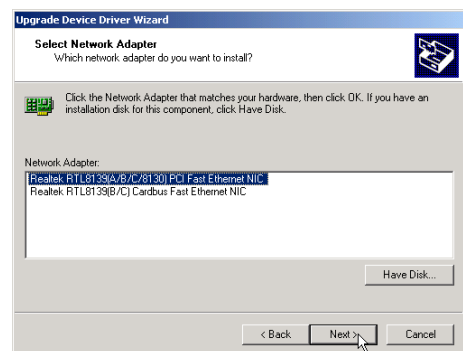 Upgrade Device Driver Wizard
Select Network Adapter
Which network adapter do you want to install?
Click the Network Adapter that matches your hardware, then click OK. If you have an
installation disk for this component, click Have Disk.
Network Adapter:
Realtek RTL8139(A/B/C/8130) PCI Fast Ethernet NIC
Realtek RTL8139(B/C) Cardbus Fast Ethernet NIC
Have Disk...
< Back
Next >
Cancel